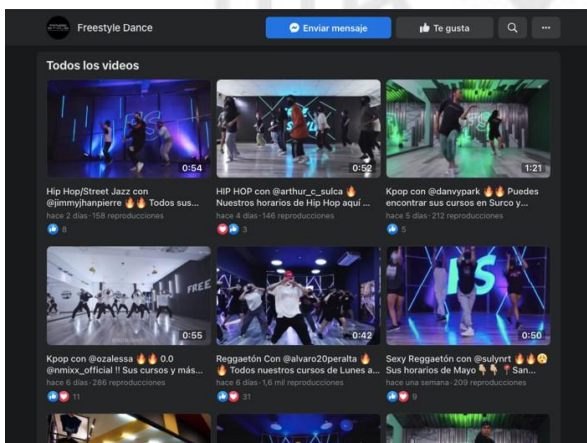 Freestyle Dance
Enviar mensaje
Te gusta
Todos los videos
0:54
Hip Hop/Street Jazz con
@jimmyjhanpierre 🔥🔥 Todos sus...
hace 2 días · 158 reproducciones
8
0:52
HIP HOP con @arthur_c_sulca 🔥
Nuestros horarios de Hip Hop aquí ...
hace 4 días · 146 reproducciones
3
1:21
Kpop con @danvypark 🔥🔥 Puedes
encontrar sus cursos en Surco y...
hace 5 días · 212 reproducciones
5
FREE
0:55
Kpop con @ozalessa 🔥🔥 0.0
@nmixx_official !! Sus cursos y más...
hace 6 días · 286 reproducciones
11
0:42
Reggaetón Con @alvaro20peralta 🔥
🔥 Todos nuestros cursos de Lunes a...
hace 6 días · 1,6 mil reproducciones
31
FS
0:50
Sexy Reggaetón con @sulynrt 🔥🔥😮‍💨
Sus horarios de Mayo 👇👇 📍 San...
hace una semana · 209 reproducciones
9